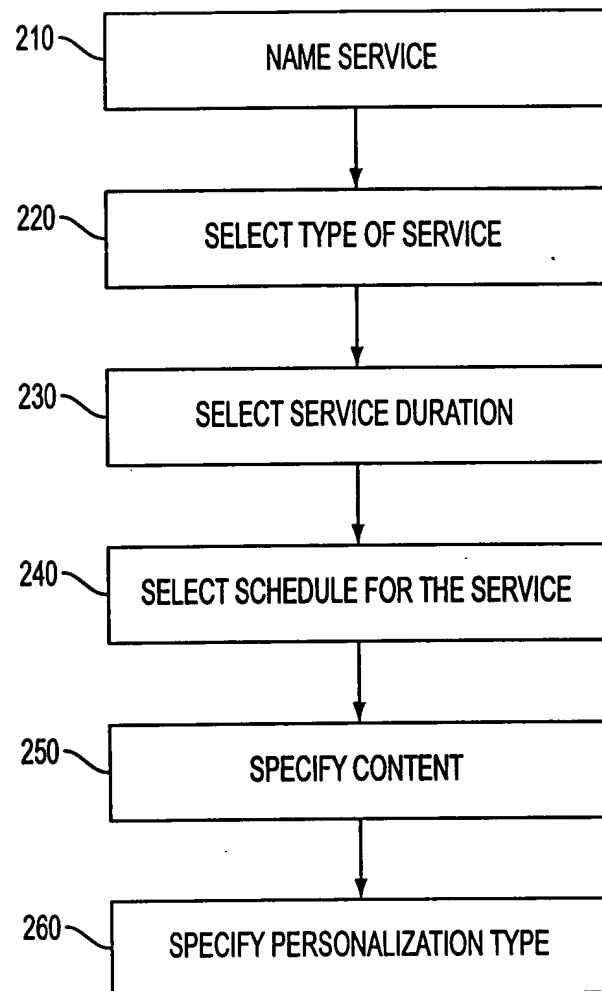 210
NAME SERVICE
220
SELECT TYPE OF SERVICE
230
SELECT SERVICE DURATION
240
SELECT SCHEDULE FOR THE SERVICE
250
SPECIFY CONTENT
260
SPECIFY PERSONALIZATION TYPE